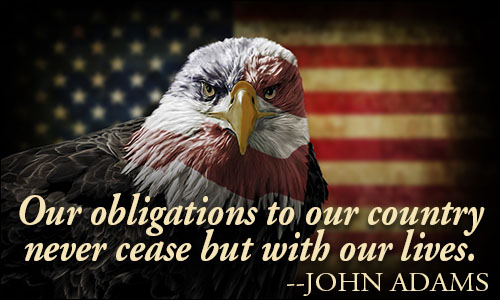 Our obligations to our country
never cease but with our lives.
--JOHN ADAMS